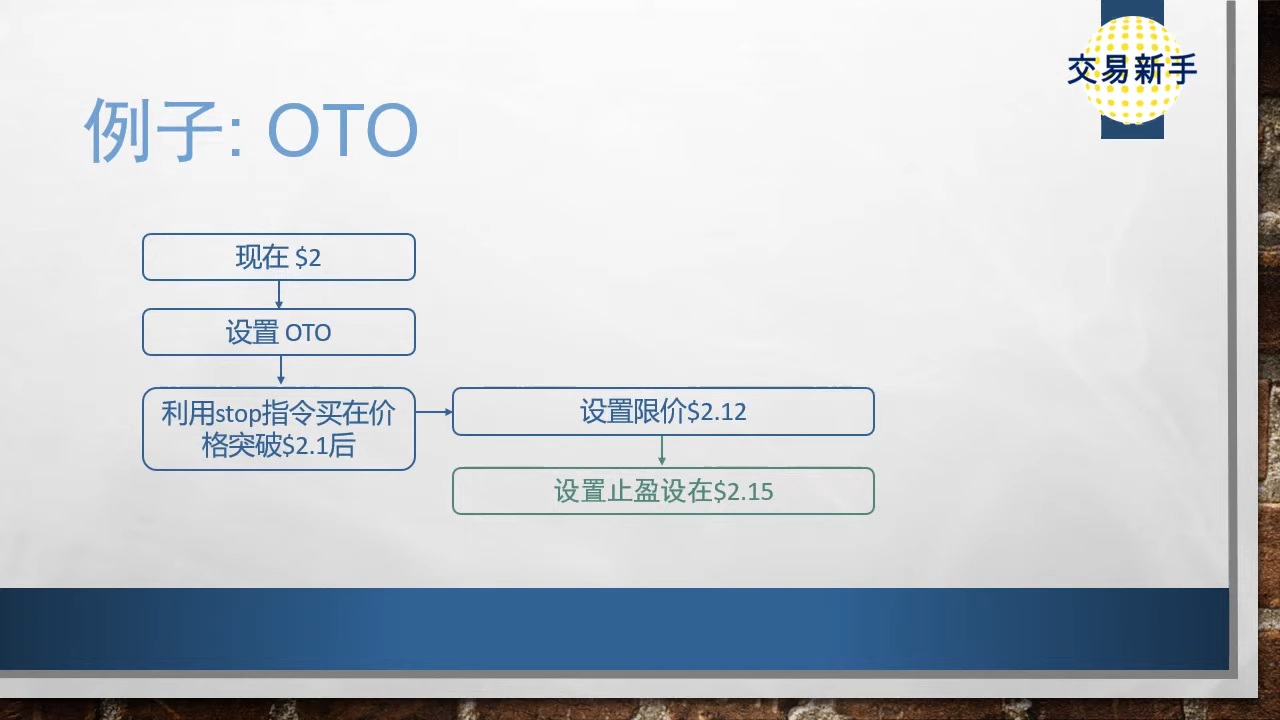 交易新手
例子: OTO
现在 $2
设置 OTO
利用stop指令买在价
格突破$2.1后
设置限价$2.12
设置止盈设在$2.15